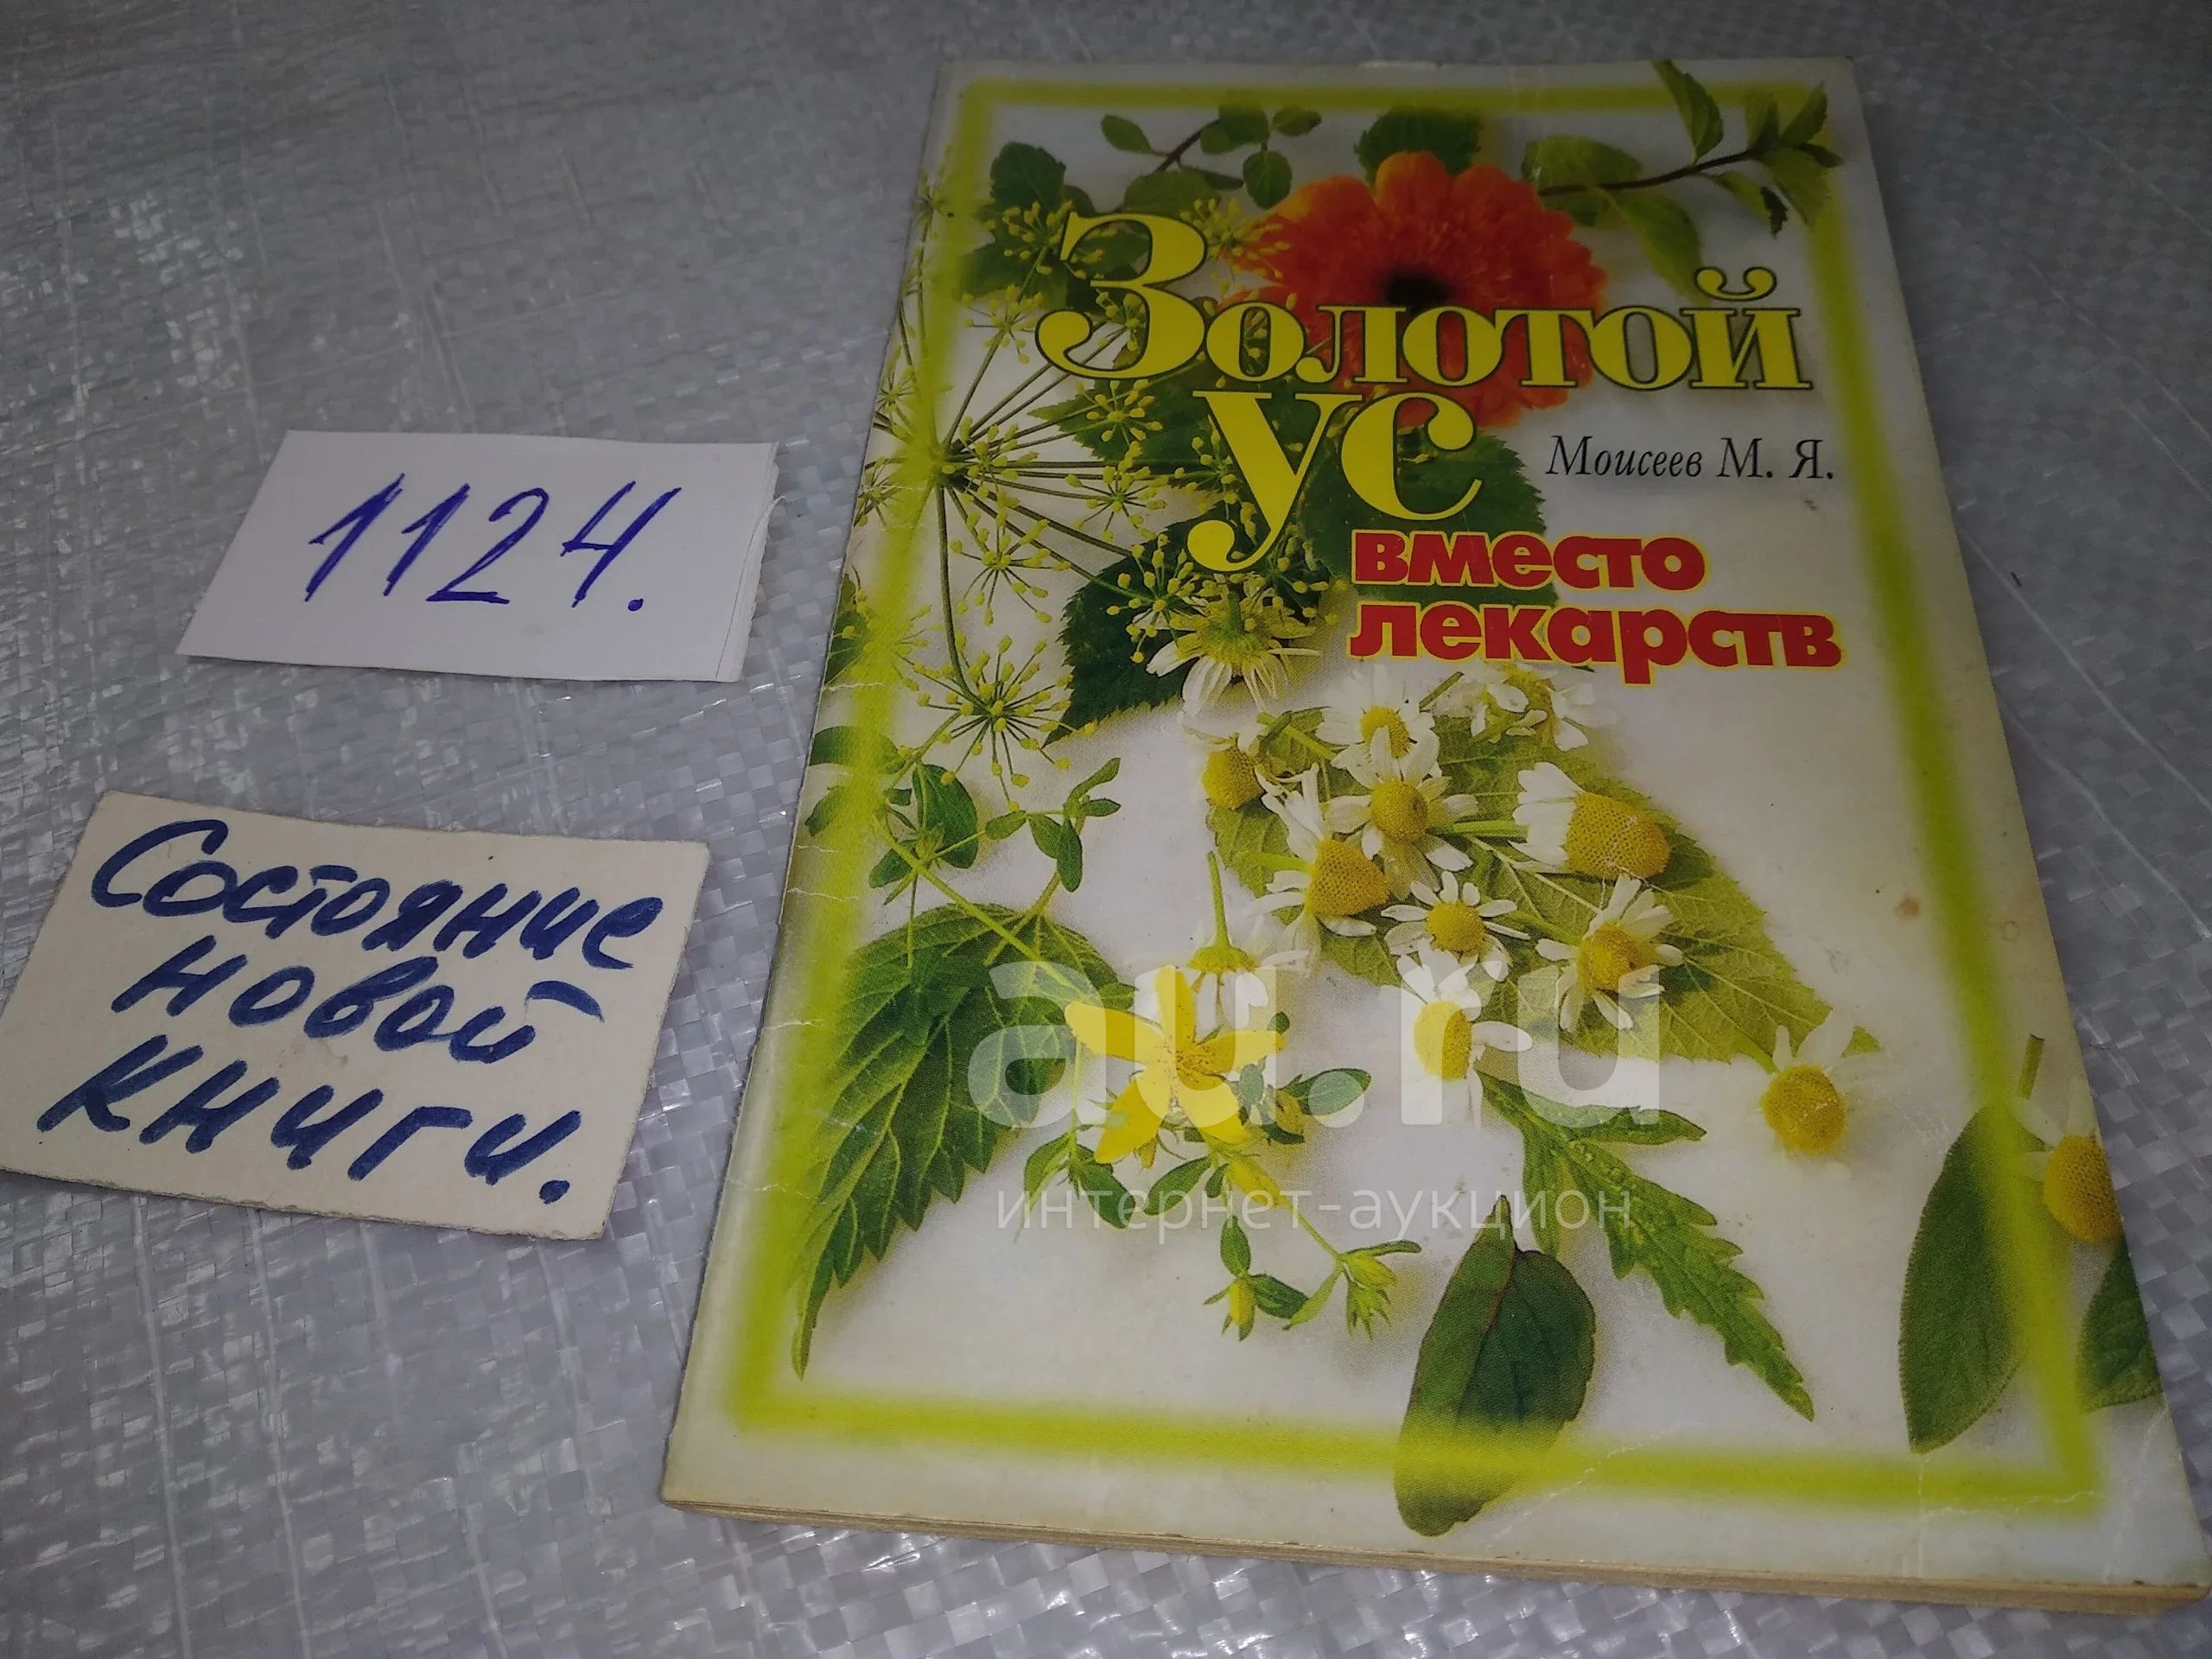 1124.
Состояние
новой
книги.
Золотой
ус
Моисеев М. Я.
вместо
лекарств
au.ru
интернет-аукцион